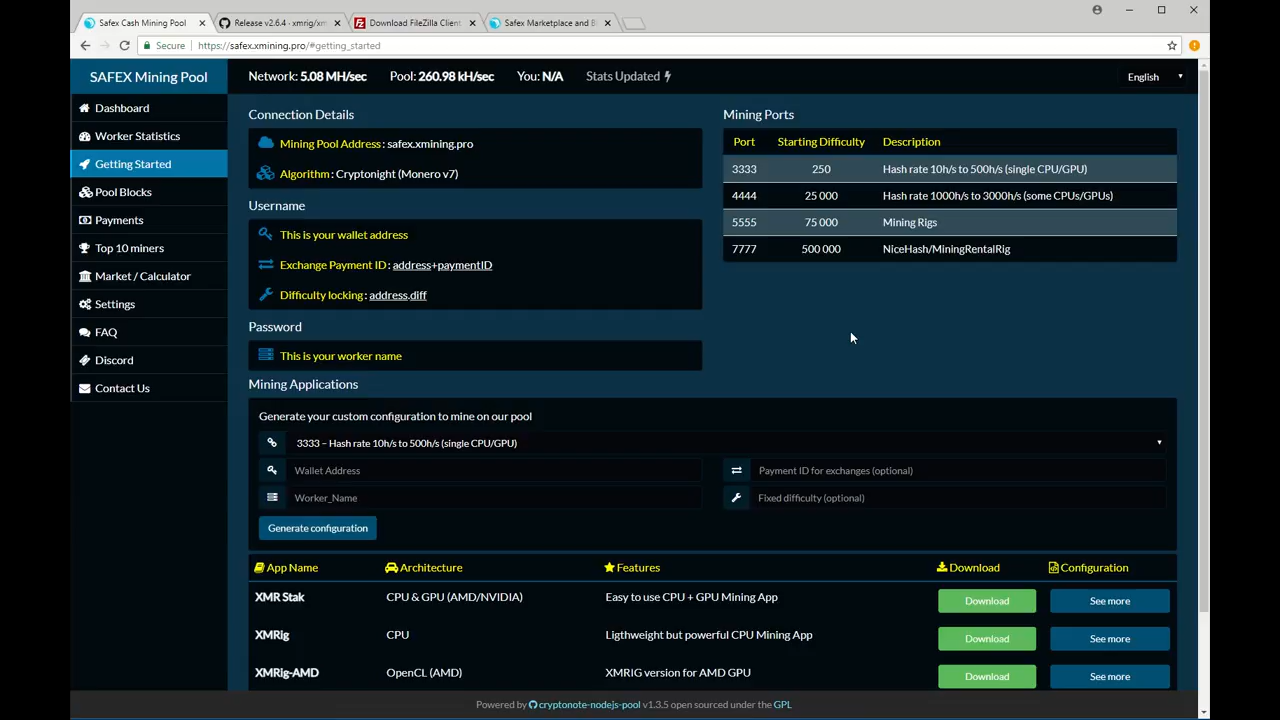 Safex Cash Mining Pool
Release v2.6.4 · xmrig/xm
Download FileZilla Client
Safex Marketplace and Bl
Secure
https://safex.xmining.pro/#getting_started
SAFEX Mining Pool
Network: 5.08 MH/sec
Pool: 260.98 kH/sec
You: N/A
Stats Updated
English
Dashboard
Worker Statistics
Getting Started
Pool Blocks
Payments
Top 10 miners
Market / Calculator
Settings
FAQ
Discord
Contact Us
Connection Details
Mining Pool Address : safex.xmining.pro
Algorithm : Cryptonight (Monero v7)
Username
This is your wallet address
Exchange Payment ID : address+paymentID
Difficulty locking : address.diff
Password
This is your worker name
Mining Ports
Port Starting Difficulty Description
3333 250 Hash rate 10h/s to 500h/s (single CPU/GPU)
4444 25 000 Hash rate 1000h/s to 3000h/s (some CPUs/GPUs)
5555 75 000 Mining Rigs
7777 500 000 NiceHash/MiningRentalRig
Mining Applications
Generate your custom configuration to mine on our pool
3333 – Hash rate 10h/s to 500h/s (single CPU/GPU)
Wallet Address
Payment ID for exchanges (optional)
Worker_Name
Fixed difficulty (optional)
Generate configuration
App Name Architecture Features Download Configuration
XMR Stak CPU & GPU (AMD/NVIDIA) Easy to use CPU + GPU Mining App Download See more
XMRig CPU Ligthweight but powerful CPU Mining App Download See more
XMRig-AMD OpenCL (AMD) XMRIG version for AMD GPU Download See more
Powered by cryptonote-nodejs-pool v1.3.5 open sourced under the GPL